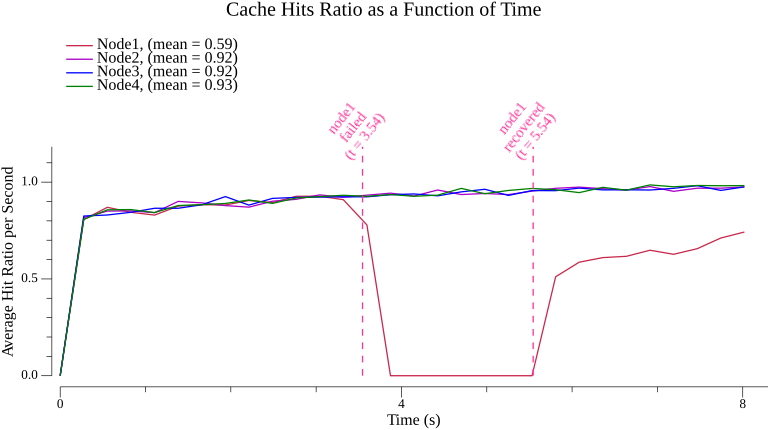 Cache Hits Ratio as a Function of Time
Node1, (mean = 0.59)
Node2, (mean = 0.92)
Node3, (mean = 0.92)
Node4, (mean = 0.93)
node1
failed
(t = 3.54)
node1
recovered
(t = 5.54)
Average Hit Ratio per Second
1.0
0.5
0.0
0
4
8
Time (s)